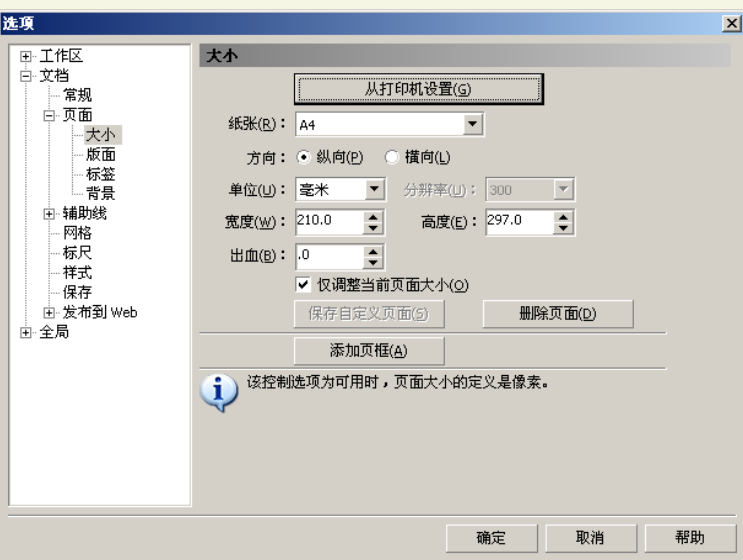 选项
工作区
文档
常规
页面
大小
版面
标签
背景
辅助线
网格
标尺
样式
保存
发布到 Web
全局
大小
从打印机设置(G)
纸张(R)： A4
方向： 纵向(P) 横向(L)
单位(U)： 毫米 分辨率(U)： 300
宽度(W)： 210.0 高度(E)： 297.0
出血(B)： .0
仅调整当前页面大小(O)
保存自定义页面(S) 删除页面(D)
添加页框(A)
该控制选项为可用时，页面大小的定义是像素。
确定 取消 帮助